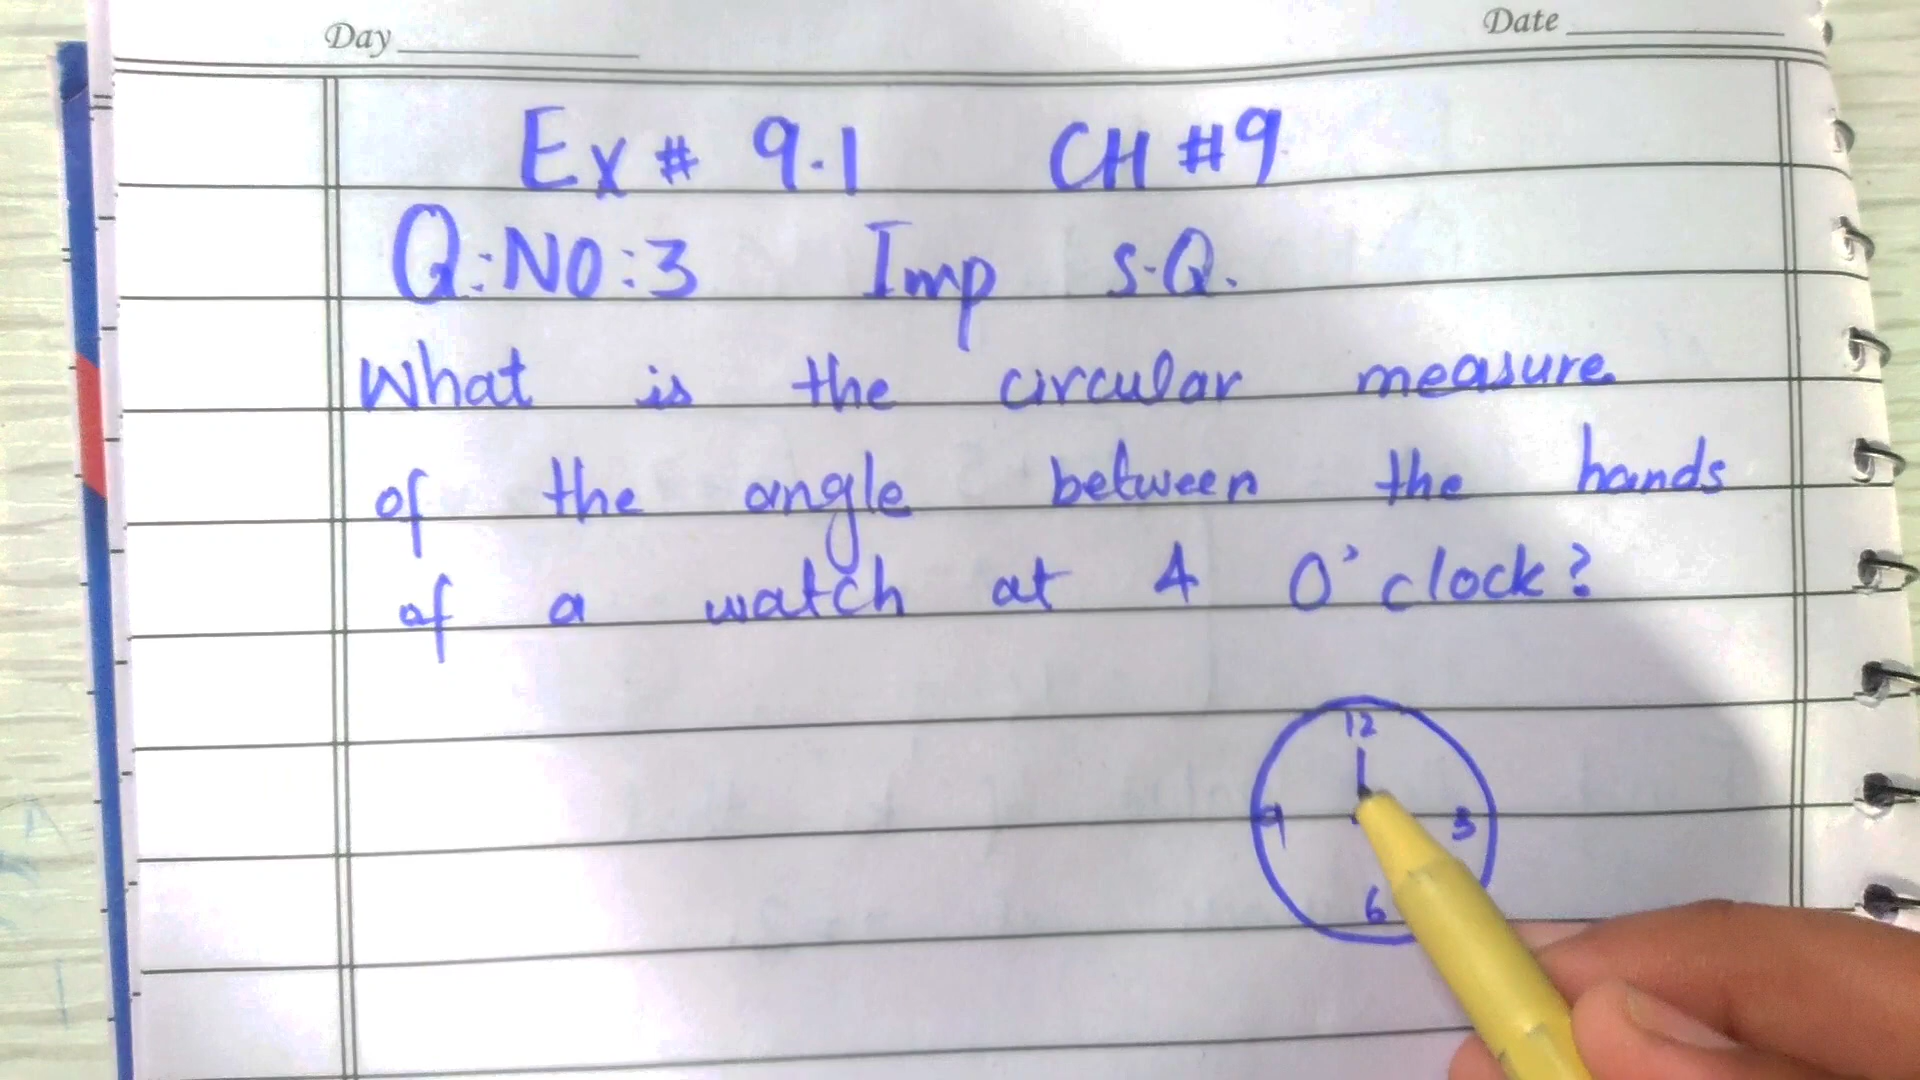 Day Date
Ex # 9.1 CH #9
Q:NO:3 Imp S.Q.
What is the circular measure
of the angle between the hands
of a watch at 4 O'clock?
12
9 3
6